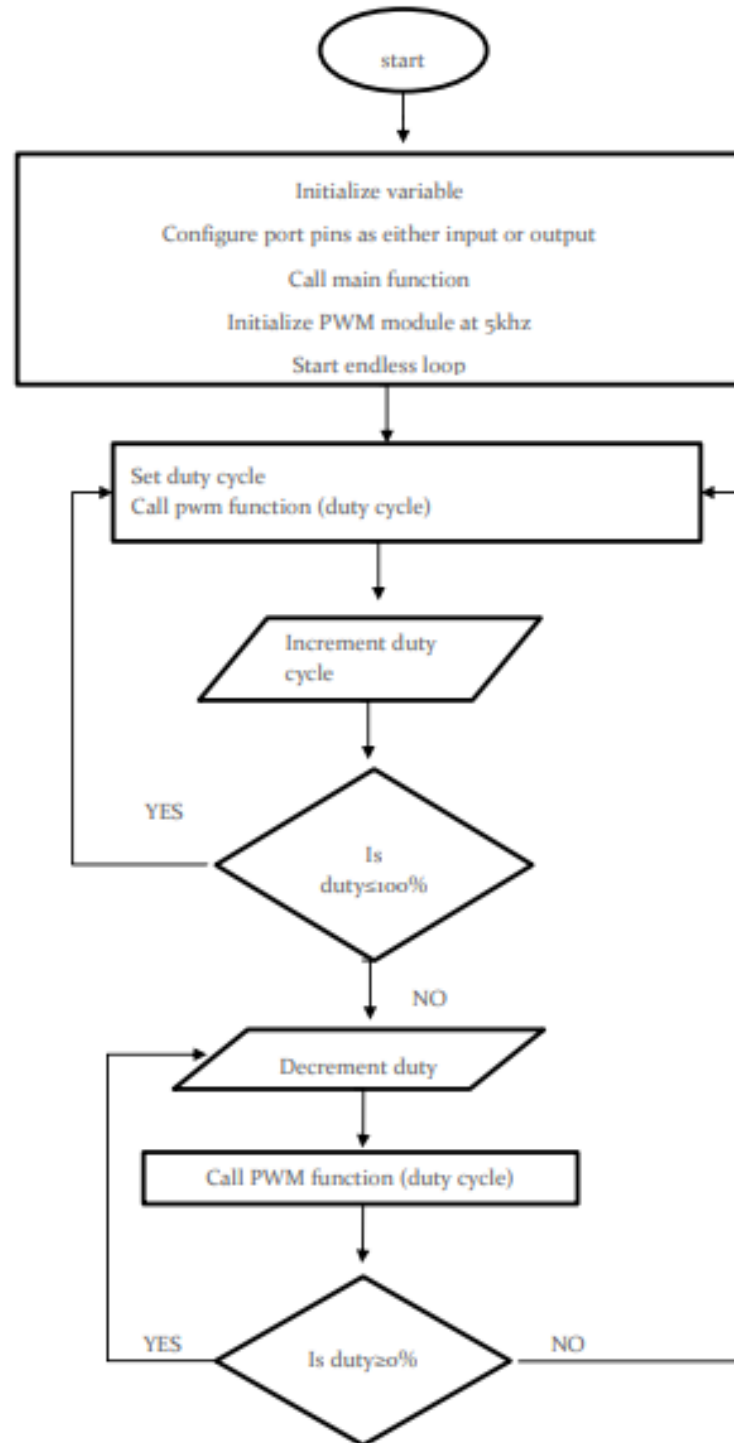 start
Initialize variable
Configure port pins as either input or output
Call main function
Initialize PWM module at 5khz
Start endless loop
Set duty cycle
Call pwm function (duty cycle)
Increment duty
cycle
YES
Is
duty≤100%
NO
Decrement duty
Call PWM function (duty cycle)
YES
Is duty≥0%
NO